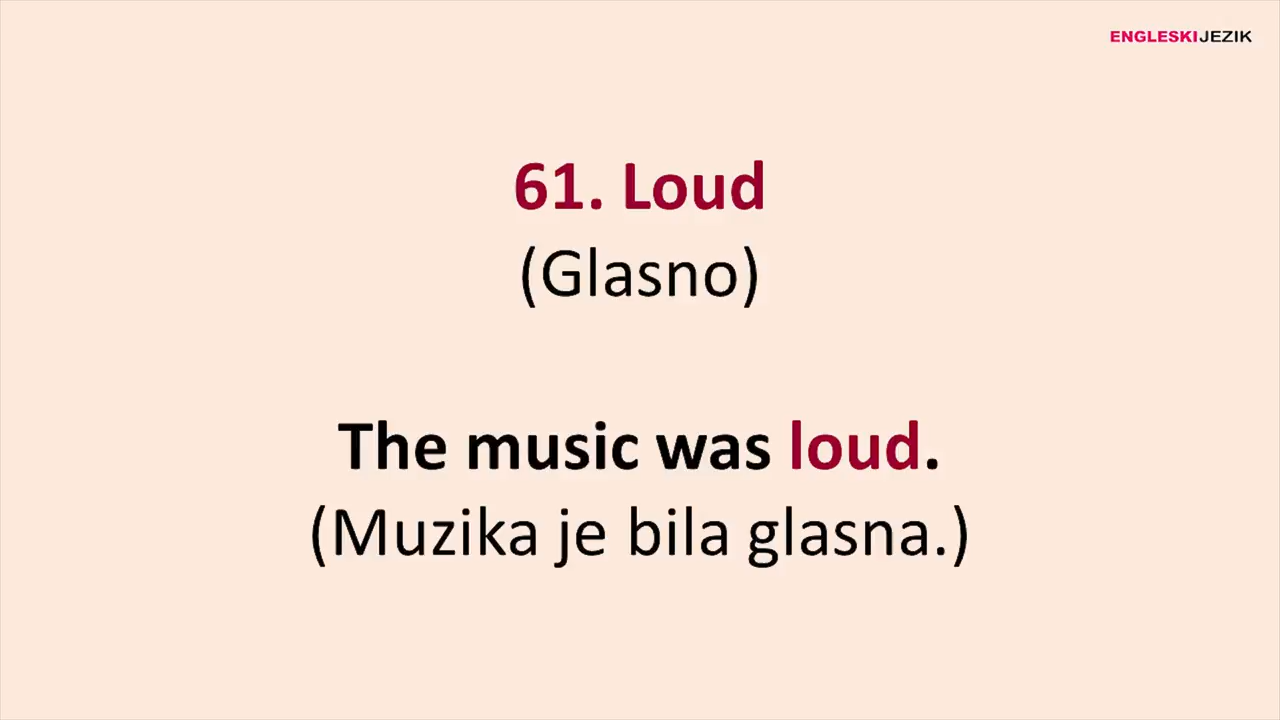 ENGLESKIJEZIK
61. Loud
(Glasno)
The music was loud.
(Muzika je bila glasna.)